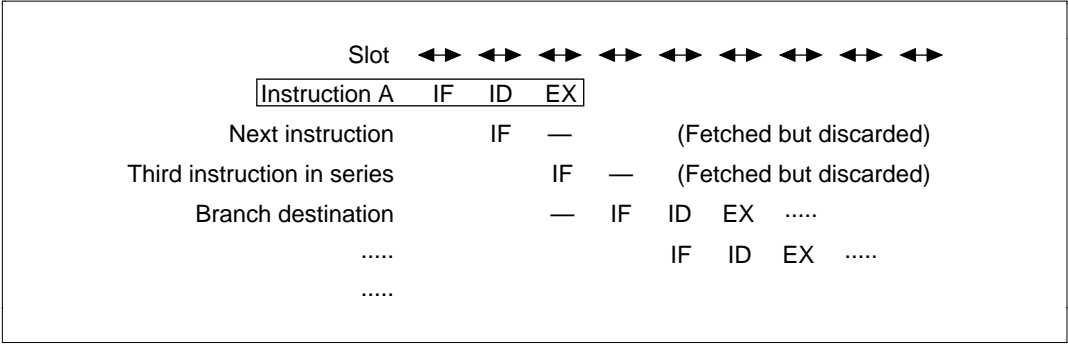 Slot
Instruction A IF ID EX
Next instruction IF — (Fetched but discarded)
Third instruction in series IF — (Fetched but discarded)
Branch destination — IF ID EX .....
..... IF ID EX .....
.....